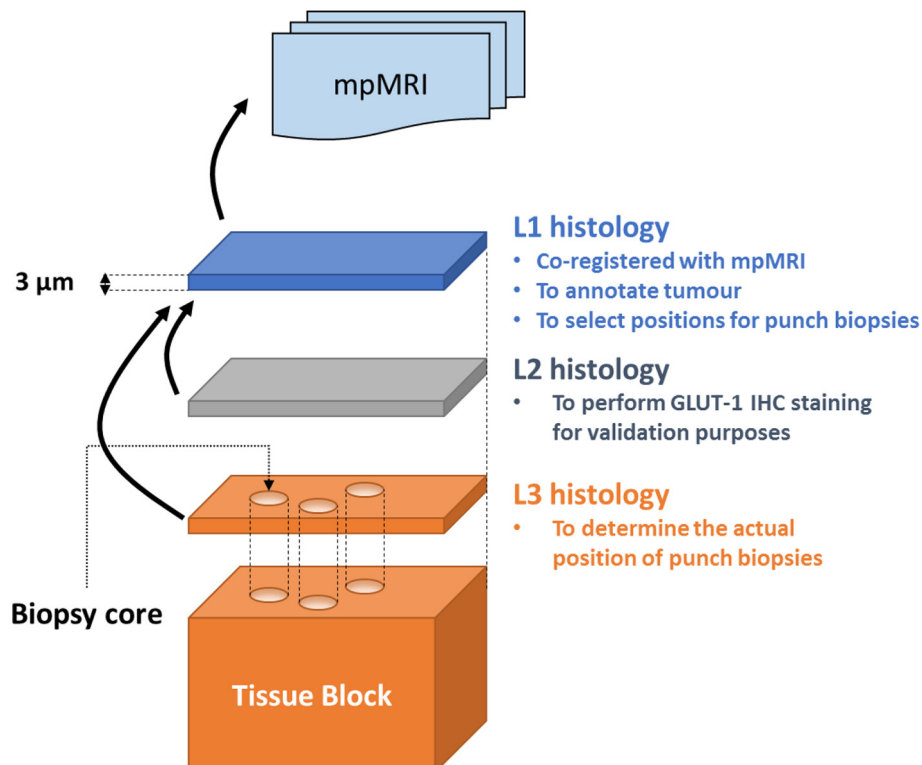 mpMRI
L1 histology
• Co-registered with mpMRI
• To annotate tumour
• To select positions for punch biopsies
3 µm
L2 histology
• To perform GLUT-1 IHC staining
for validation purposes
L3 histology
• To determine the actual
position of punch biopsies
Biopsy core
Tissue Block